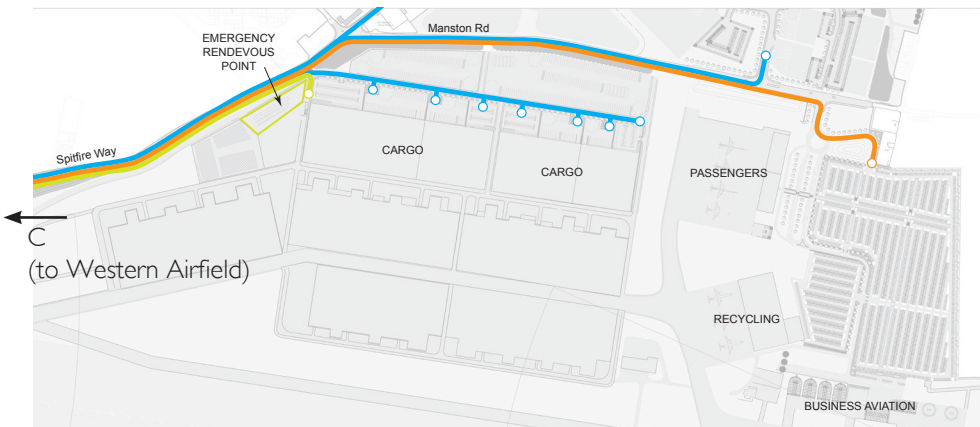 Manston Rd
EMERGENCY
RENDEVOUS
POINT
Spitfire Way
CARGO
CARGO
PASSENGERS
C
(to Western Airfield)
RECYCLING
BUSINESS AVIATION